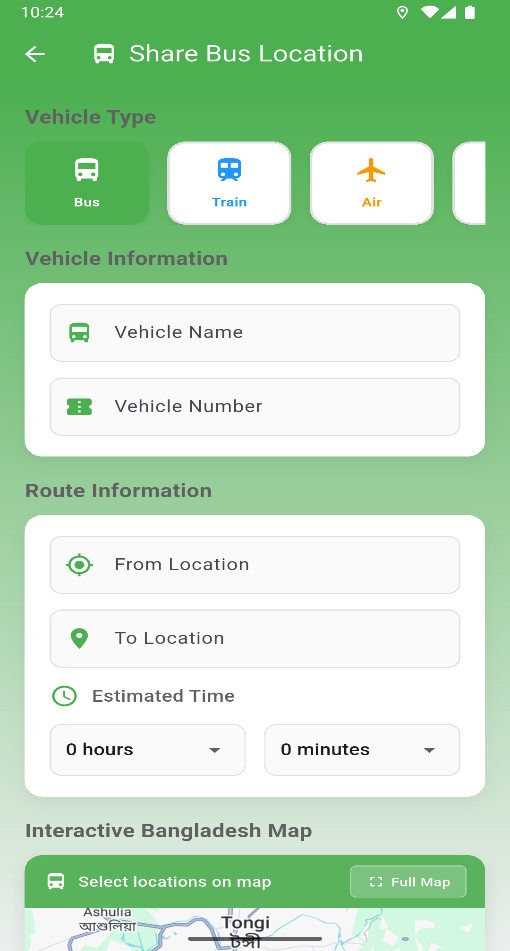 10:24
Share Bus Location
Vehicle Type
Bus
Train
Air
Vehicle Information
Vehicle Name
Vehicle Number
Route Information
From Location
To Location
Estimated Time
0 hours
0 minutes
Interactive Bangladesh Map
Select locations on map
Full Map
Ashulia
আশুলিয়া
Tongi
টঙ্গী